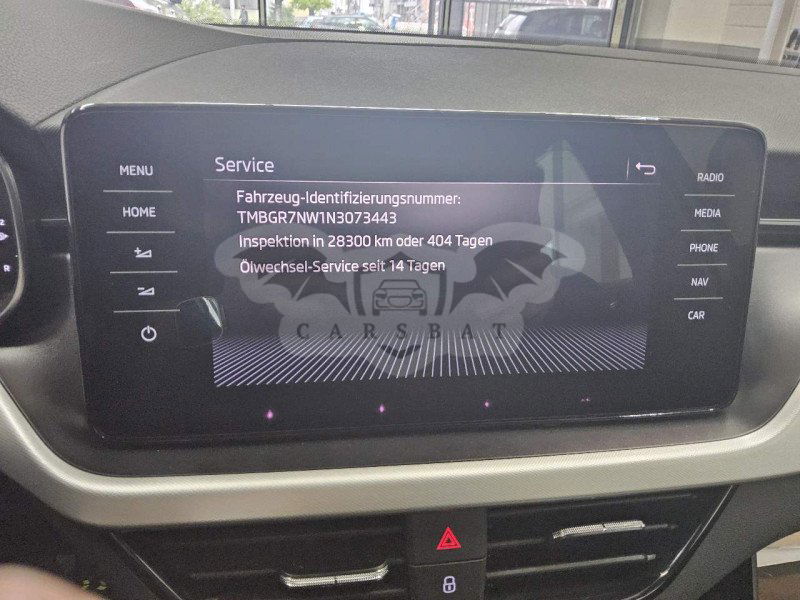 Service
MENU
HOME
RADIO
MEDIA
PHONE
NAV
CAR
Fahrzeug-Identifizierungsnummer:
TMBGR7NW1N3073443
Inspektion in 28300 km oder 404 Tagen
Ölwechsel-Service seit 14 Tagen
CARSBAT
R